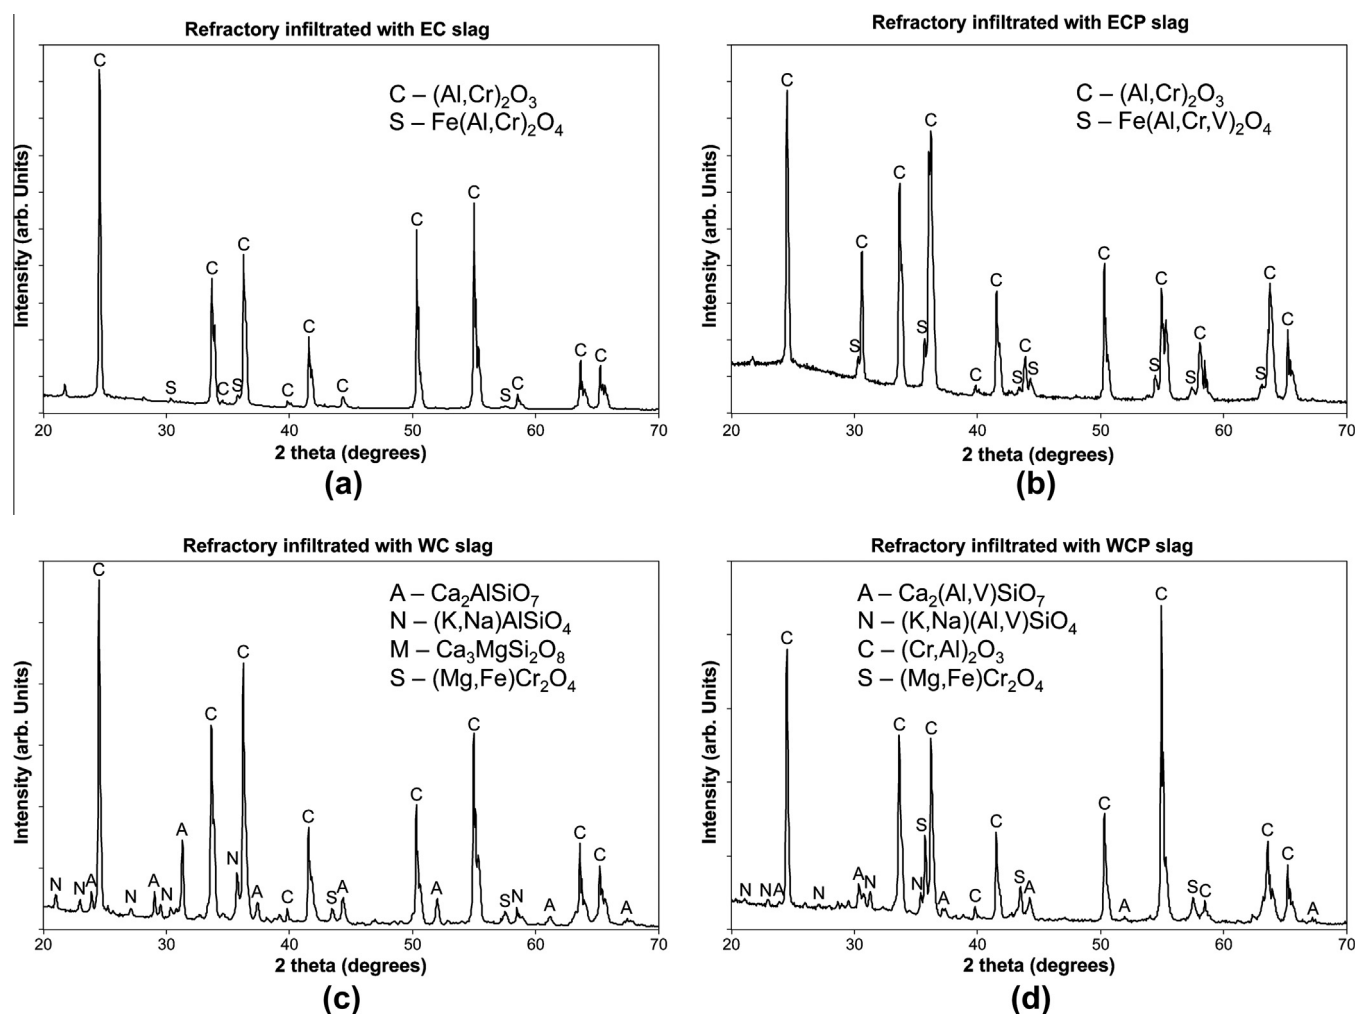 Refractory infiltrated with EC slag
C – (Al,Cr)₂O₃
S – Fe(Al,Cr)₂O₄
C
S
C
C
S
C
C
C
C
C
C
S
C
C
C
Intensity (arb. Units)
20 30 40 50 60 70
2 theta (degrees)
(a)
Refractory infiltrated with ECP slag
C – (Al,Cr)₂O₃
S – Fe(Al,Cr,V)₂O₄
C
S
C
C
S
C
C
C
S
C
S
C
S
C
S
C
S
C
C
Intensity (arb. Units)
20 30 40 50 60 70
2 theta (degrees)
(b)
Refractory infiltrated with WC slag
A – Ca₂AlSiO₇
N – (K,Na)AlSiO₄
M – Ca₃MgSi₂O₈
S – (Mg,Fe)Cr₂O₄
N
N
A
C
N
A
N
A
C
N
C
A
C
C
S
A
C
A
C
S
N
A
C
C
A
Intensity (arb. Units)
20 30 40 50 60 70
2 theta (degrees)
(c)
Refractory infiltrated with WCP slag
A – Ca₂(Al,V)SiO₇
N – (K,Na)(Al,V)SiO₄
C – (Cr,Al)₂O₃
S – (Mg,Fe)Cr₂O₄
N
N
A
C
N
A
N
C
N
S
C
A
C
C
S
A
C
A
C
S
C
C
C
A
Intensity (arb. Units)
20 30 40 50 60 70
2 theta (degrees)
(d)